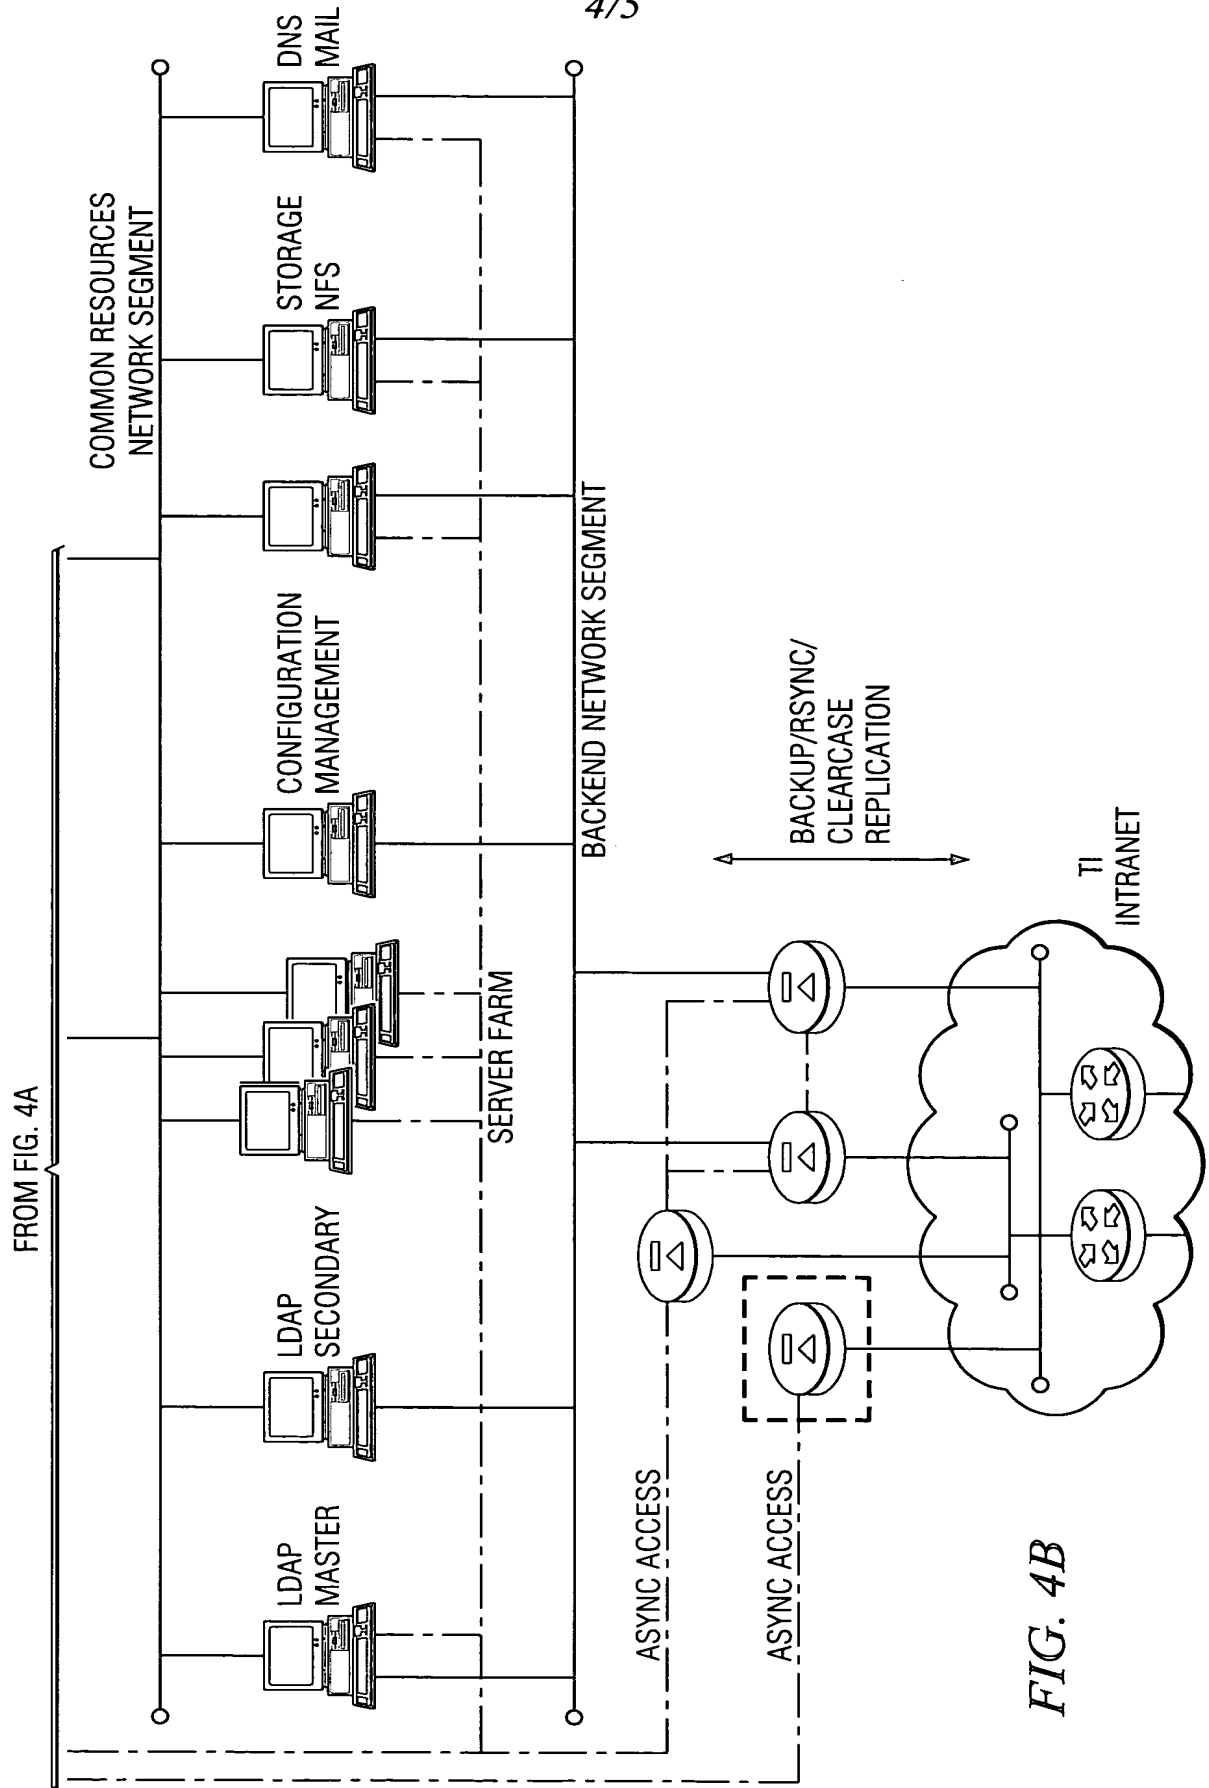 4/5
FROM FIG. 4A
COMMON RESOURCES
NETWORK SEGMENT
LDAP
MASTER
LDAP
SECONDARY
SERVER FARM
CONFIGURATION
MANAGEMENT
STORAGE
NFS
DNS
MAIL
BACKEND NETWORK SEGMENT
ASYNC ACCESS
ASYNC ACCESS
BACKUP/RSYNC/
CLEARCASE
REPLICATION
TI
INTRANET
FIG. 4B